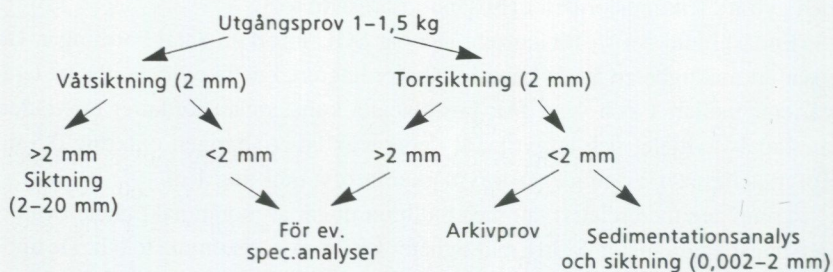 Utgångsprov 1–1,5 kg
Våtsiktning (2 mm)
Torrsiktning (2 mm)
>2 mm
Siktning
(2–20 mm)
<2 mm
>2 mm
<2 mm
För ev.
spec.analyser
Arkivprov
Sedimentationsanalys
och siktning (0,002–2 mm)